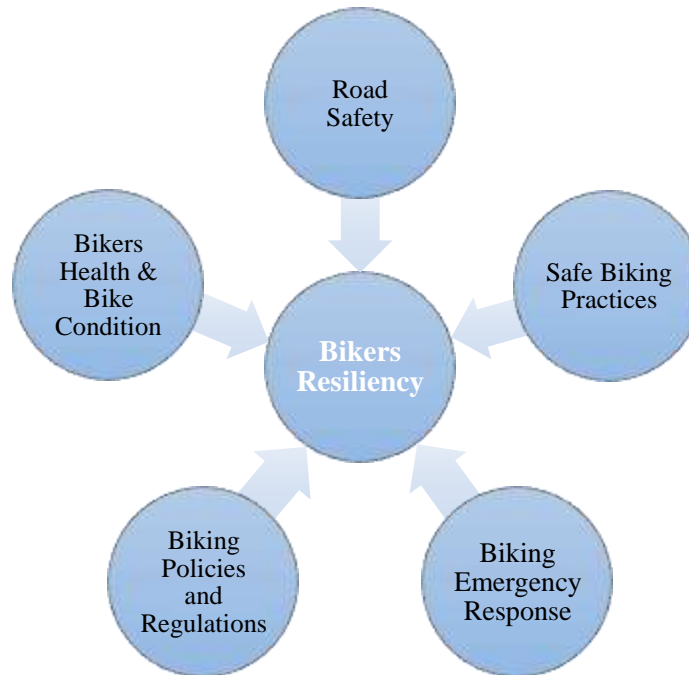 Road
Safety
Bikers
Health &
Bike
Condition
Safe Biking
Practices
Bikers
Resiliency
Biking
Policies
and
Regulations
Biking
Emergency
Response